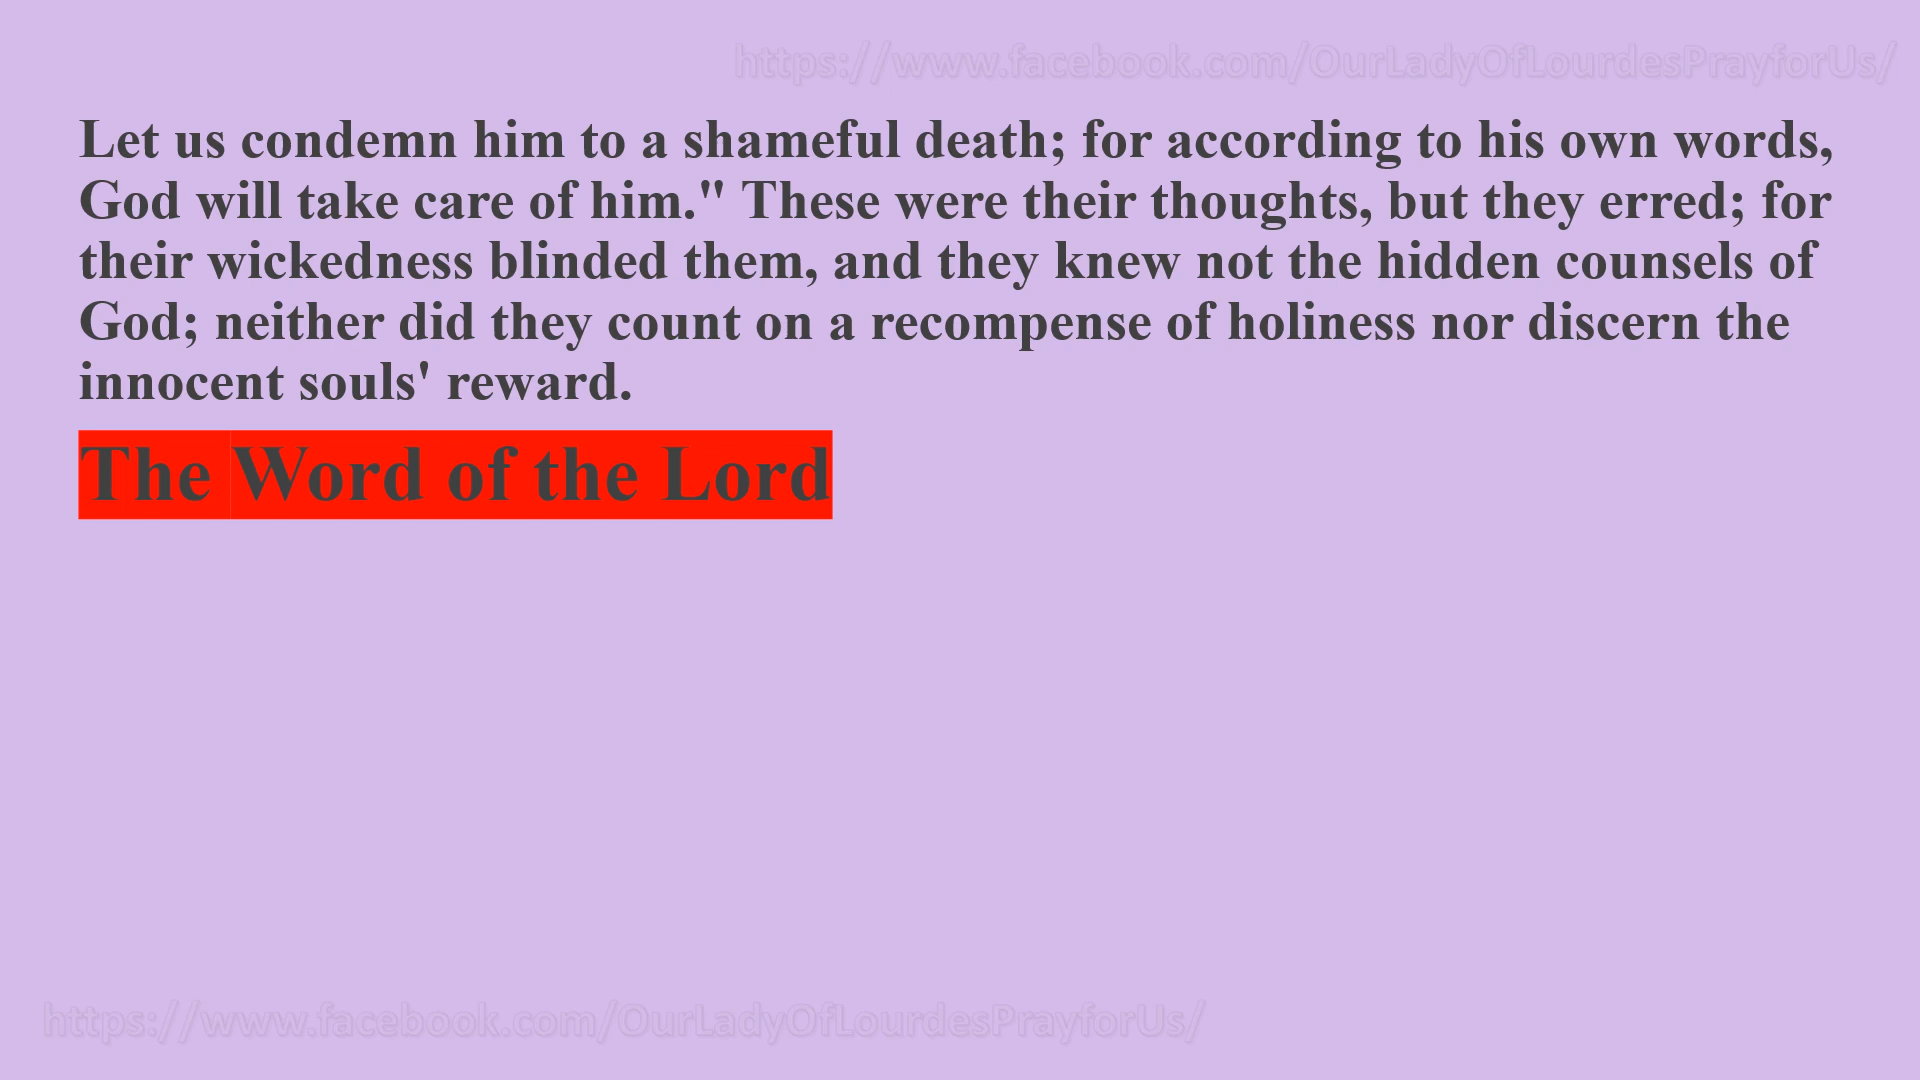 https://www.facebook.com/OurLadyOfLourdesPrayforUs/
Let us condemn him to a shameful death; for according to his own words,
God will take care of him." These were their thoughts, but they erred; for
their wickedness blinded them, and they knew not the hidden counsels of
God; neither did they count on a recompense of holiness nor discern the
innocent souls' reward.
The Word of the Lord
https://www.facebook.com/OurLadyOfLourdesPrayforUs/